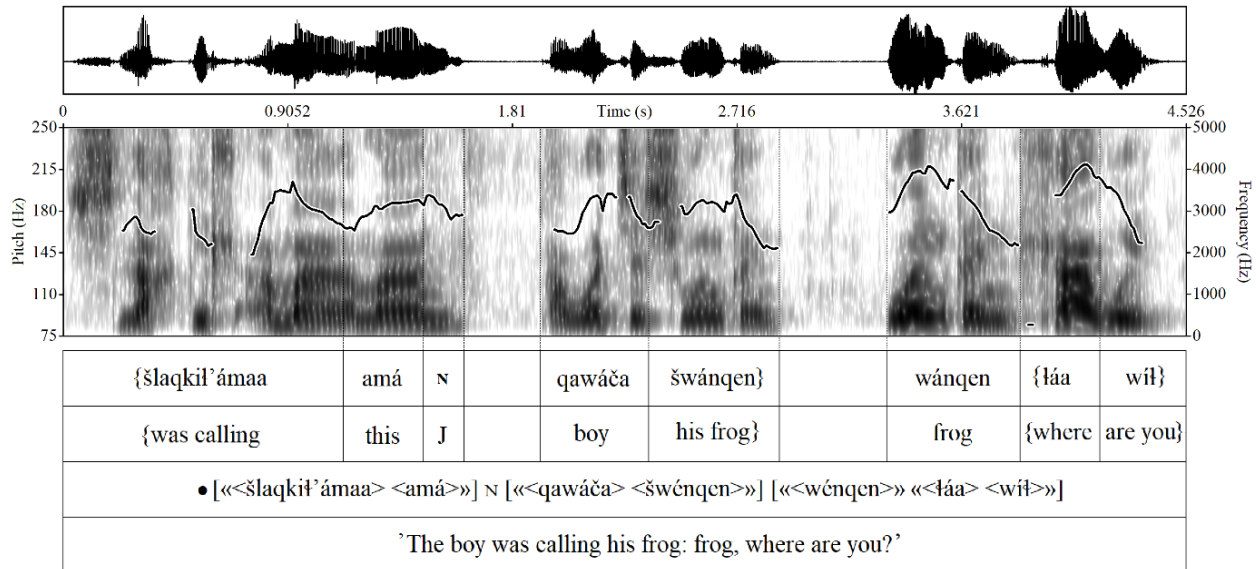 0 0.9052 1.81 Time (s) 2.716 3.621 4.526
250 5000
215 4000
180 3000
145 2000
110 1000
75 0
Pitch (Hz)
Frequency (Hz)
{šlaqkił’ámaa amá N qawáča šwánqen} wánqen {łáa wíł}
{was calling this J boy his frog} frog {where are you}
● [«<šlaqkił’ámaa> <amá>»] N [«<qawáča> <šwénqen>»] [«<wénqen>» «<łáa> <wíł>»]
’The boy was calling his frog: frog, where are you?’